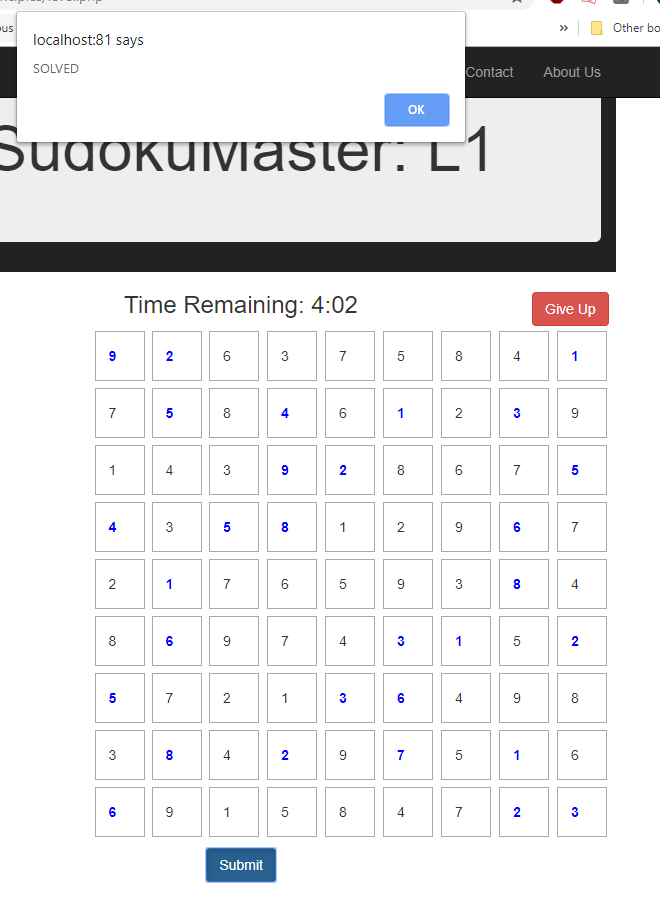 localhost:81 says
SOLVED
OK
Other bo
Contact About Us
SudokuMaster: L1
Time Remaining: 4:02
Give Up
9 2 6 3 7 5 8 4 1
7 5 8 4 6 1 2 3 9
1 4 3 9 2 8 6 7 5
4 3 5 8 1 2 9 6 7
2 1 7 6 5 9 3 8 4
8 6 9 7 4 3 1 5 2
5 7 2 1 3 6 4 9 8
3 8 4 2 9 7 5 1 6
6 9 1 5 8 4 7 2 3
Submit